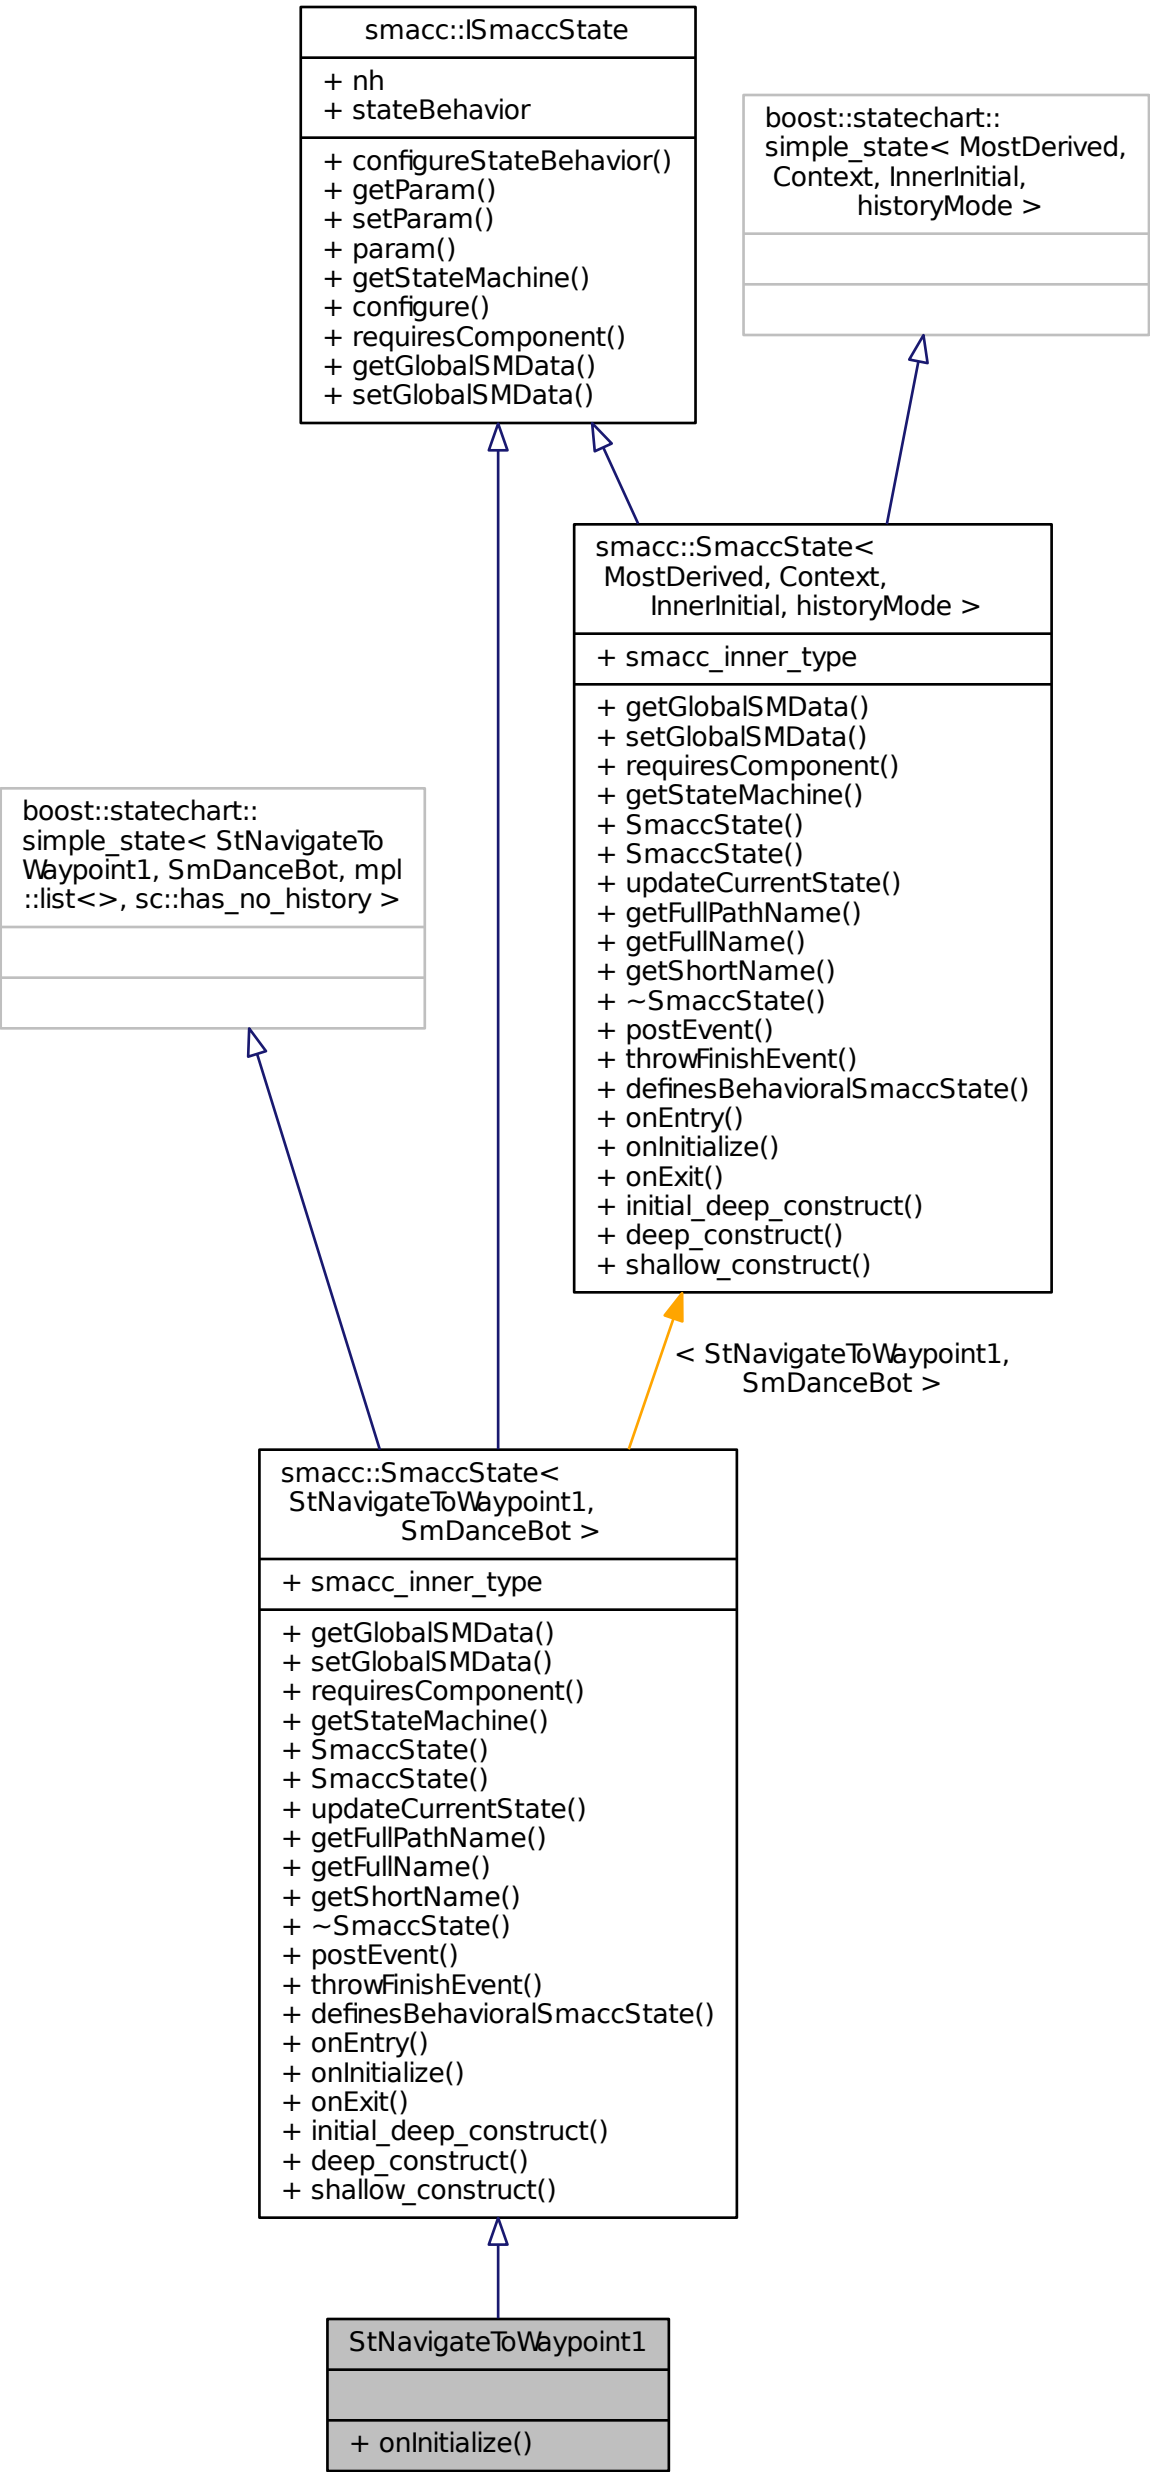 smacc::ISmaccState
+ nh
+ stateBehavior
+ configureStateBehavior()
+ getParam()
+ setParam()
+ param()
+ getStateMachine()
+ configure()
+ requiresComponent()
+ getGlobalSMData()
+ setGlobalSMData()
boost::statechart::
simple_state< MostDerived,
Context, InnerInitial,
historyMode >
smacc::SmaccState<
MostDerived, Context,
InnerInitial, historyMode >
+ smacc_inner_type
+ getGlobalSMData()
+ setGlobalSMData()
+ requiresComponent()
+ getStateMachine()
+ SmaccState()
+ SmaccState()
+ updateCurrentState()
+ getFullPathName()
+ getFullName()
+ getShortName()
+ ~SmaccState()
+ postEvent()
+ throwFinishEvent()
+ definesBehavioralSmaccState()
+ onEntry()
+ onInitialize()
+ onExit()
+ initial_deep_construct()
+ deep_construct()
+ shallow_construct()
boost::statechart::
simple_state< StNavigateTo
Waypoint1, SmDanceBot, mpl
::list<>, sc::has_no_history >
< StNavigateToWaypoint1,
SmDanceBot >
smacc::SmaccState<
StNavigateToWaypoint1,
SmDanceBot >
+ smacc_inner_type
+ getGlobalSMData()
+ setGlobalSMData()
+ requiresComponent()
+ getStateMachine()
+ SmaccState()
+ SmaccState()
+ updateCurrentState()
+ getFullPathName()
+ getFullName()
+ getShortName()
+ ~SmaccState()
+ postEvent()
+ throwFinishEvent()
+ definesBehavioralSmaccState()
+ onEntry()
+ onInitialize()
+ onExit()
+ initial_deep_construct()
+ deep_construct()
+ shallow_construct()
StNavigateToWaypoint1
+ onInitialize()